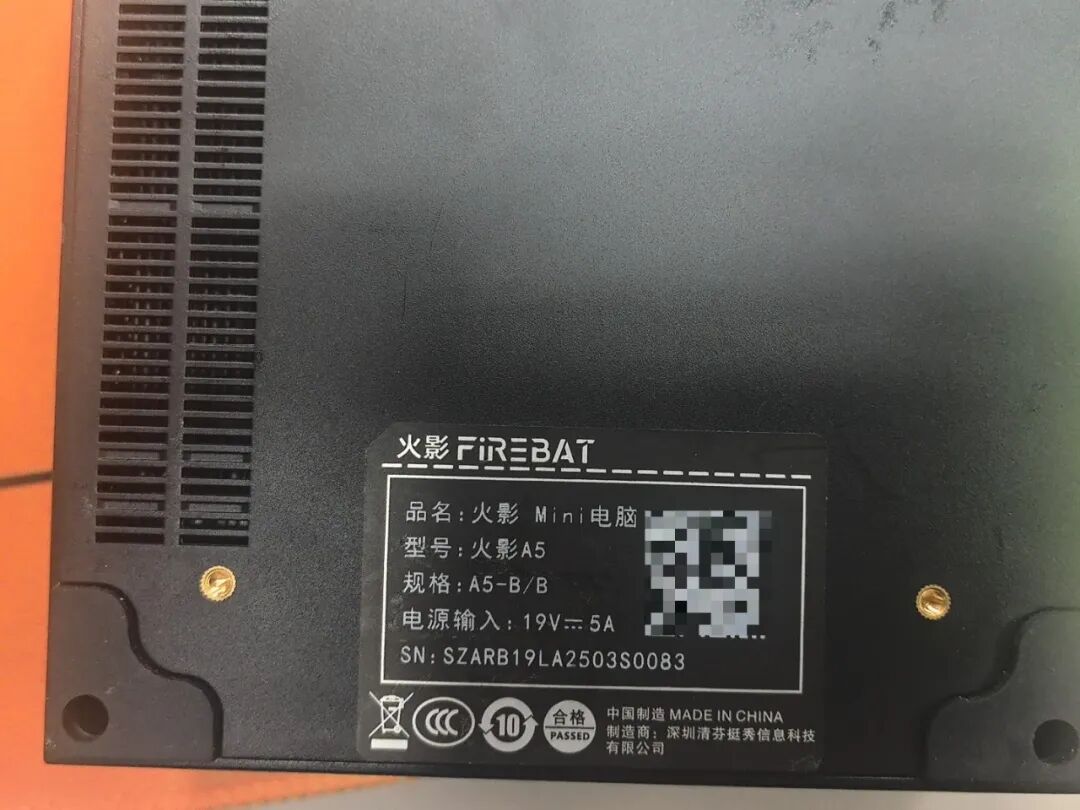 火影 FIREBAT
品名:火影 Mini电脑
型号:火影A5
规格:A5-B/B
电源输入:19V⎓5A
SN:SZARB19LA2503S0083
CCC
10
合格
PASSED
中国制造 MADE IN CHINA
制造商:深圳清芬挺秀信息科技
有限公司